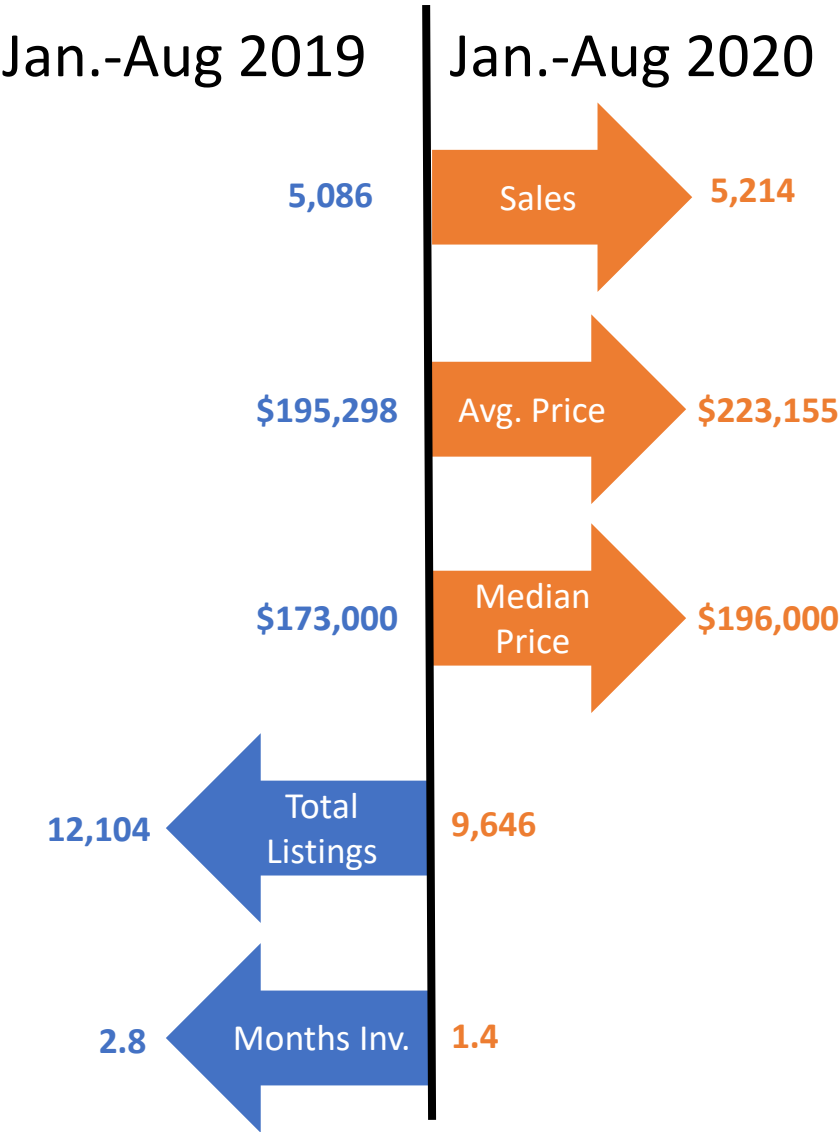 Jan.-Aug 2019
Jan.-Aug 2020
5,086
Sales
5,214
$195,298
Avg. Price
$223,155
$173,000
Median
Price
$196,000
12,104
Total
Listings
9,646
2.8
Months Inv.
1.4